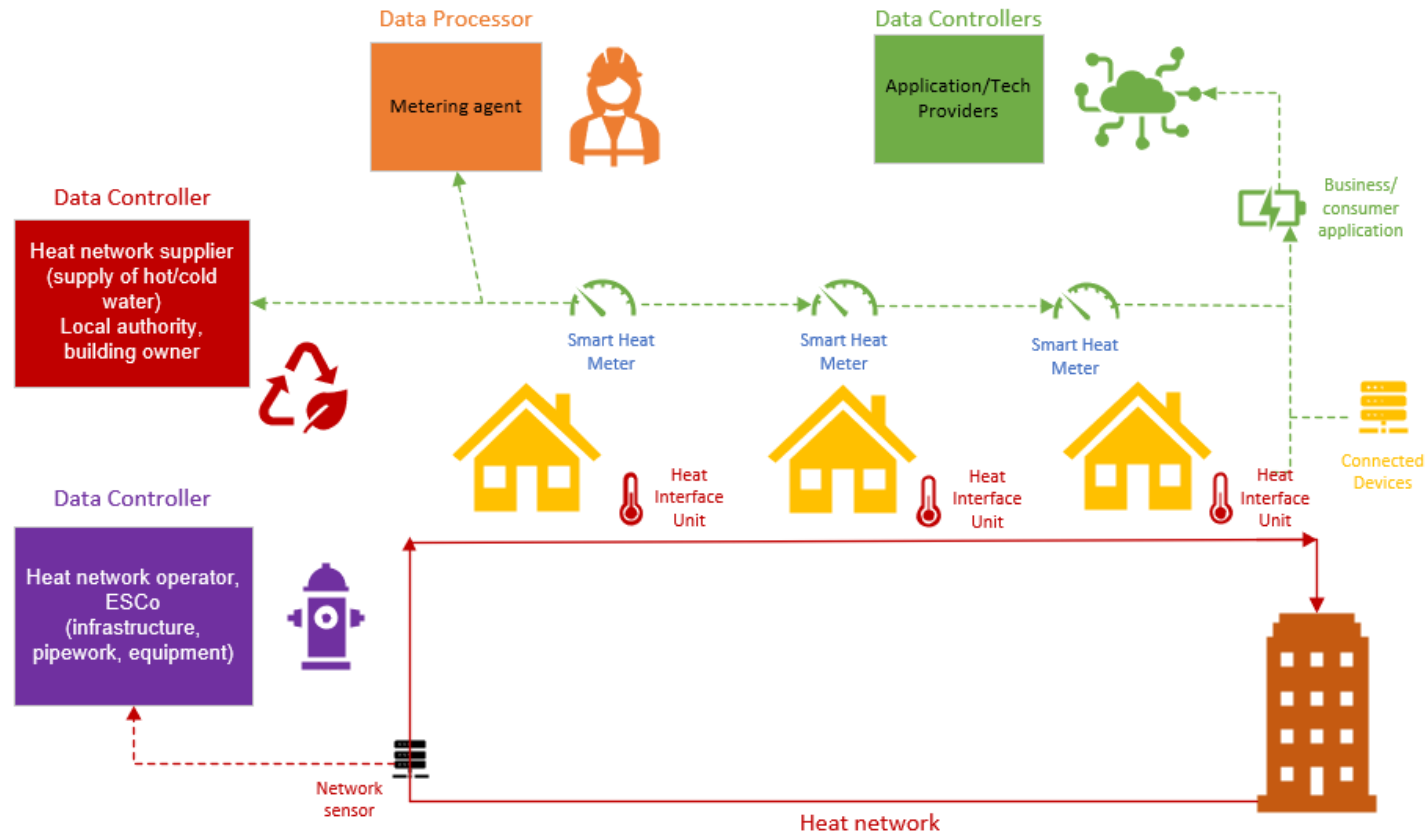 Data Processor
Metering agent
Data Controllers
Application/Tech
Providers
Business/
consumer
application
Data Controller
Heat network supplier
(supply of hot/cold
water)
Local authority,
building owner
Smart Heat
Meter
Smart Heat
Meter
Smart Heat
Meter
Connected
Devices
Heat
Interface
Unit
Heat
Interface
Unit
Heat
Interface
Unit
Data Controller
Heat network operator,
ESCo
(infrastructure,
pipework, equipment)
Network
sensor
Heat network